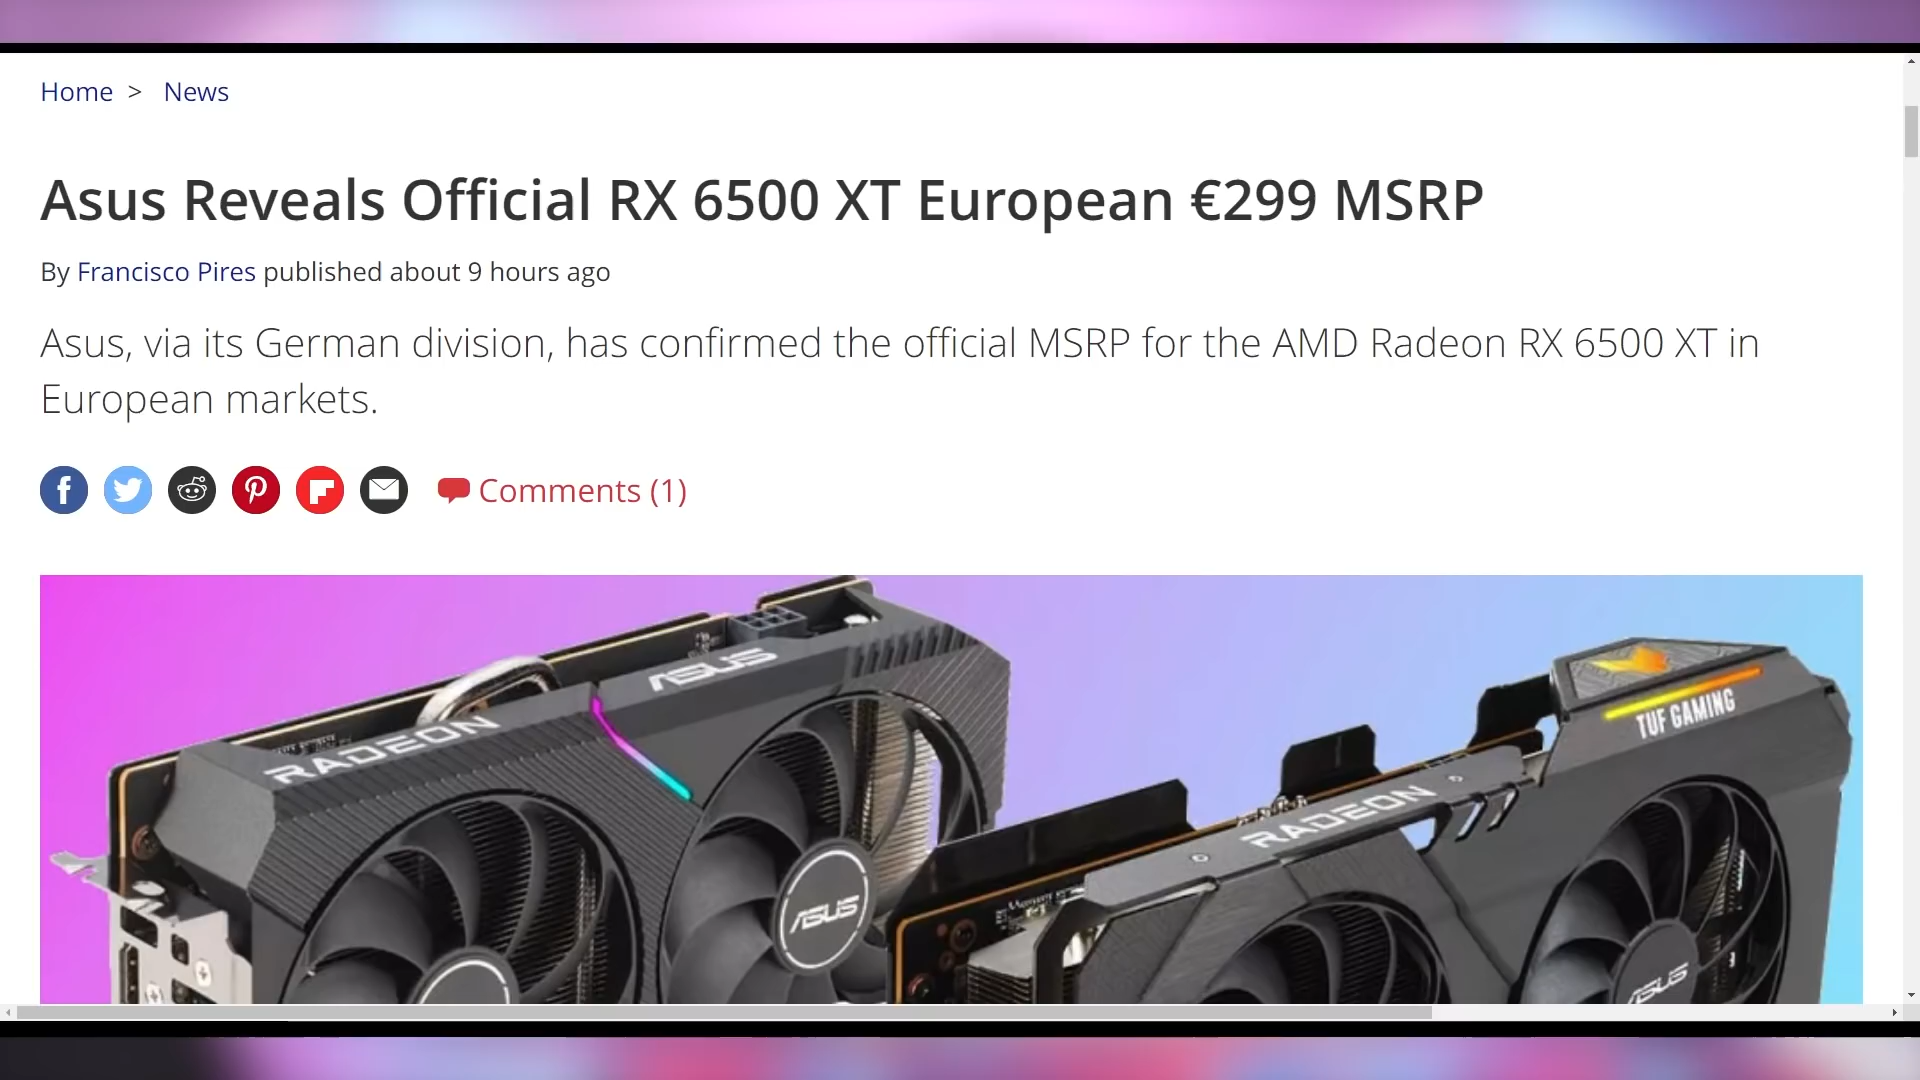 Home > News
Asus Reveals Official RX 6500 XT European €299 MSRP
By Francisco Pires published about 9 hours ago
Asus, via its German division, has confirmed the official MSRP for the AMD Radeon RX 6500 XT in
European markets.
Comments (1)
ASUS
RADEON
TUF GAMING
RADEON
ASUS
ASUS